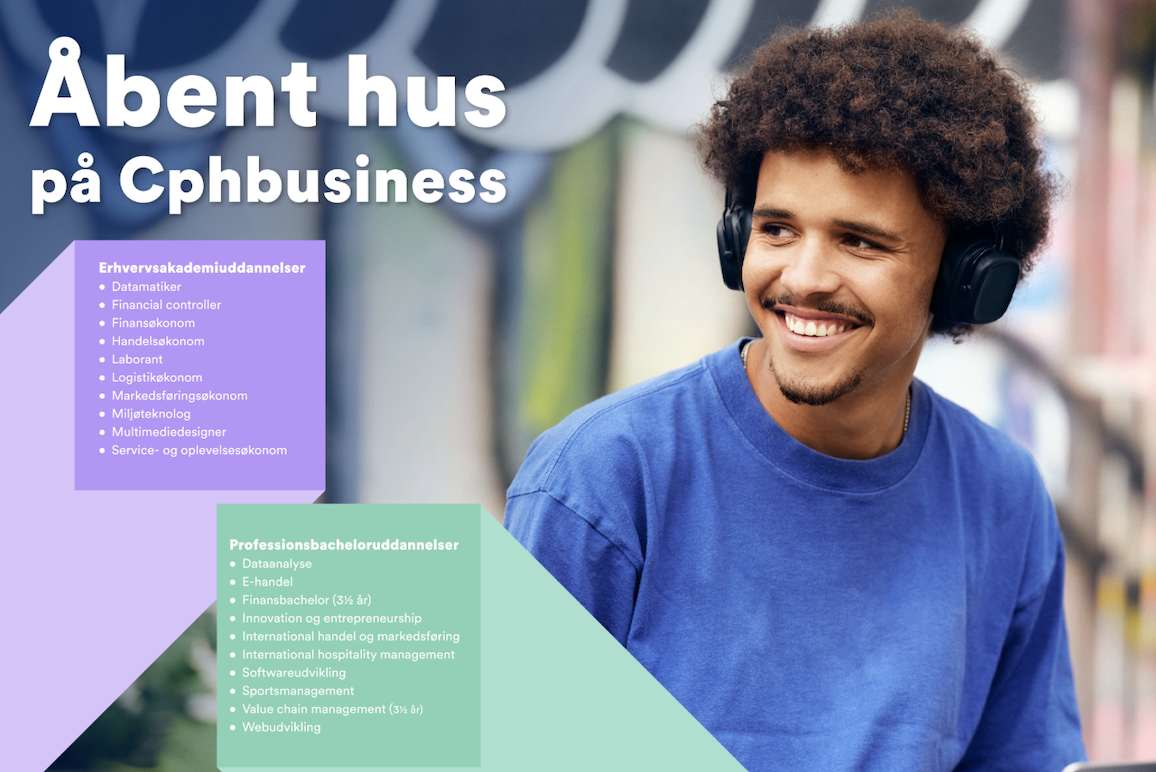 Åbent hus
på Cphbusiness
Erhvervsakademiuddannelser
• Datamatiker
• Financial controller
• Finansøkonom
• Handelsøkonom
• Laborant
• Logistikøkonom
• Markedsføringsøkonom
• Miljøteknolog
• Multimediedesigner
• Service- og oplevelsesøkonom
Professionsbacheloruddannelser
• Dataanalyse
• E-handel
• Finansbachelor (3½ år)
• Innovation og entrepreneurship
• International handel og markedsføring
• International hospitality management
• Softwareudvikling
• Sportsmanagement
• Value chain management (3½ år)
• Webudvikling